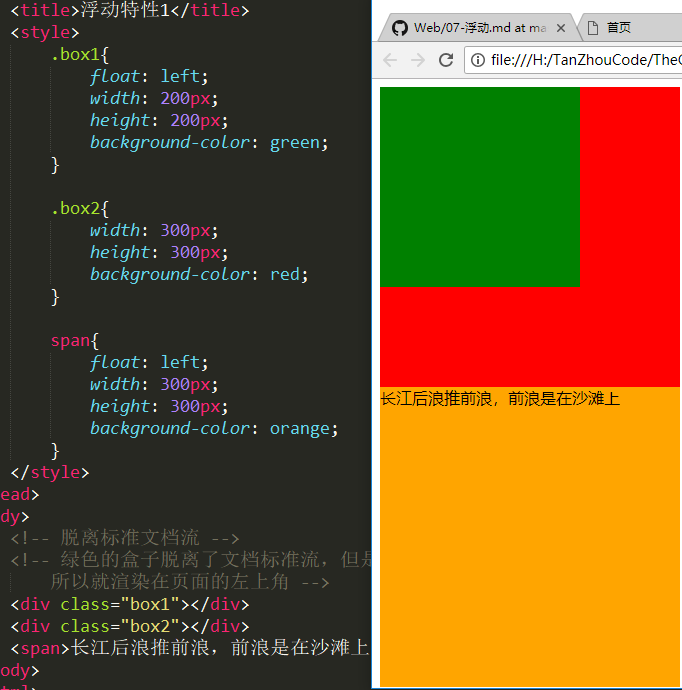 <title>浮动特性1</title>
<style>
.box1{
float: left;
width: 200px;
height: 200px;
background-color: green;
}
.box2{
width: 300px;
height: 300px;
background-color: red;
}
span{
float: left;
width: 300px;
height: 300px;
background-color: orange;
}
</style>
ead>
dy>
<!-- 脱离标准文档流 -->
<!-- 绿色的盒子脱离了文档标准流，但是
所以就渲染在页面的左上角 -->
<div class="box1"></div>
<div class="box2"></div>
<span>长江后浪推前浪，前浪是在沙滩上
ody>
tml>
Web/07-浮动.md at ma
首页
file:///H:/TanZhouCode/The
长江后浪推前浪，前浪是在沙滩上